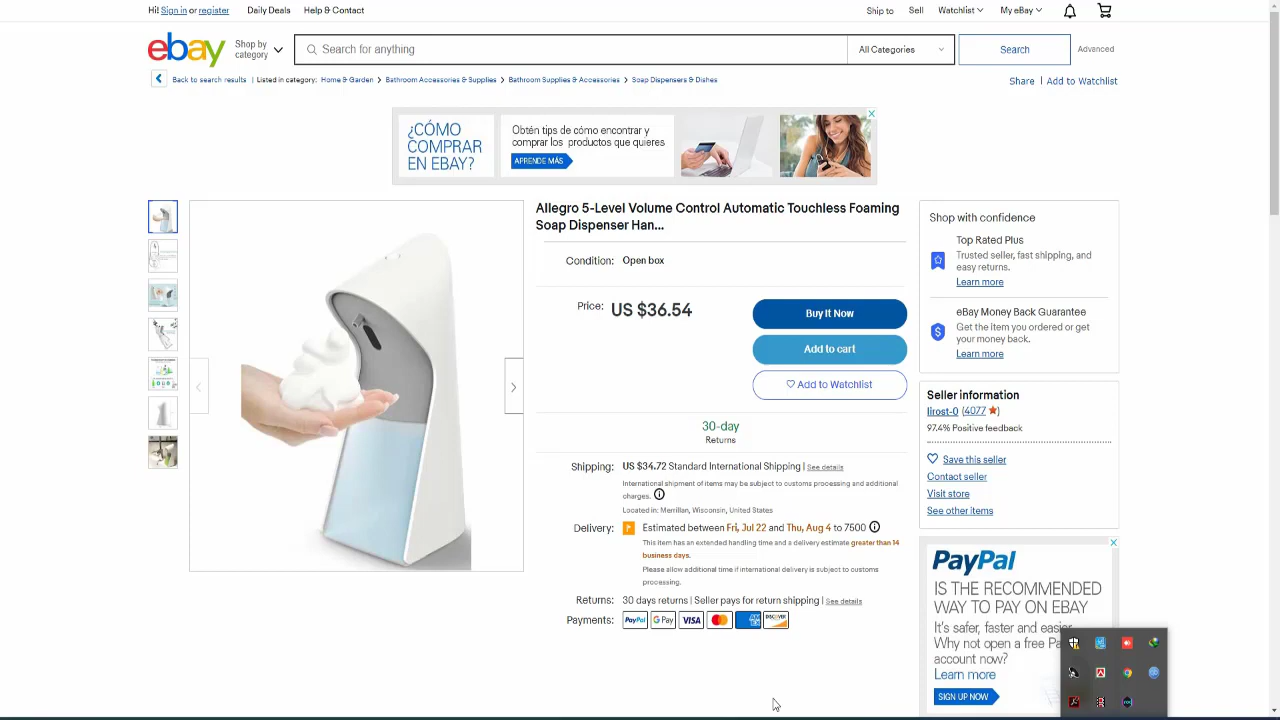 Hi! Sign in or register
Daily Deals
Help & Contact
Ship to
Sell
Watchlist
My eBay
ebay
Shop by
category
Search for anything
All Categories
Search
Advanced
Back to search results | Listed in category: Home & Garden > Bathroom Accessories & Supplies > Bathroom Supplies & Accessories > Soap Dispensers & Dishes
Share | Add to Watchlist
¿CÓMO
COMPRAR
EN EBAY?
Obtén tips de cómo encontrar y
comprar los productos que quieres
APRENDE MÁS
Allegro 5-Level Volume Control Automatic Touchless Foaming
Soap Dispenser Han...
Condition: Open box
Price: US $36.54
Buy It Now
Add to cart
Add to Watchlist
30-day
Returns
Shipping: US $34.72 Standard International Shipping | See details
International shipment of items may be subject to customs processing and additional
charges.
Located in: Merrillan, Wisconsin, United States
Delivery: Estimated between Fri, Jul 22 and Thu, Aug 4 to 7500
This item has an extended handling time and a delivery estimate greater than 14
business days.
Please allow additional time if international delivery is subject to customs
processing.
Returns: 30 days returns | Seller pays for return shipping | See details
Payments: PayPal G Pay VISA DISCOVER
Shop with confidence
Top Rated Plus
Trusted seller, fast shipping, and
easy returns.
Learn more
eBay Money Back Guarantee
Get the item you ordered or get
your money back.
Learn more
Seller information
lirost-0 (4077)
97.4% Positive feedback
Save this seller
Contact seller
Visit store
See other items
PayPal
IS THE RECOMMENDED
WAY TO PAY ON EBAY
It's safer, faster and easier.
Why not open a free Pa
account now?
Learn more
SIGN UP NOW